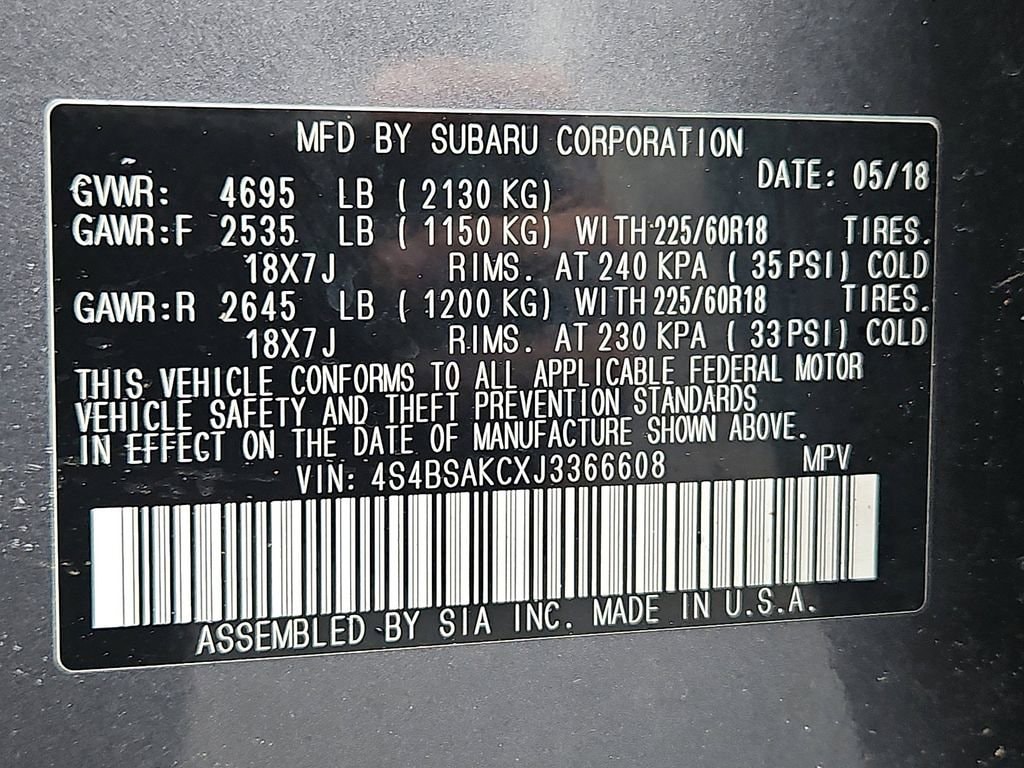 MFD BY SUBARU CORPORATION
DATE: 05/18
GVWR: 4695 LB ( 2130 KG)
GAWR:F 2535 LB ( 1150 KG) WITH 225/60R18 TIRES.
18X7J RIMS. AT 240 KPA ( 35 PSI) COLD
GAWR:R 2645 LB ( 1200 KG) WITH 225/60R18 TIRES.
18X7J RIMS. AT 230 KPA ( 33 PSI) COLD
THIS VEHICLE CONFORMS TO ALL APPLICABLE FEDERAL MOTOR
VEHICLE SAFETY AND THEFT PREVENTION STANDARDS
IN EFFECT ON THE DATE OF MANUFACTURE SHOWN ABOVE.
VIN: 4S4BSAKCXJ3366608 MPV
ASSEMBLED BY SIA INC. MADE IN U.S.A.